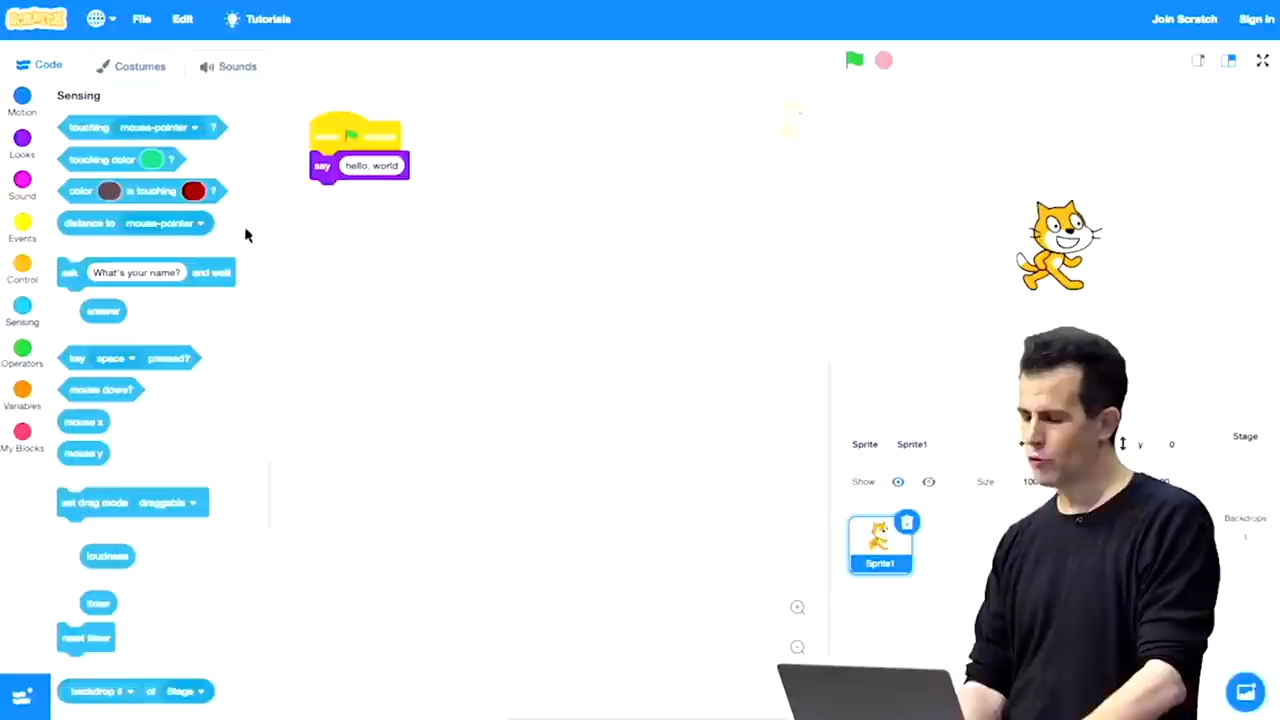 SCRATCH File Edit Tutorials Join Scratch Sign in
Code Costumes Sounds
Motion
Looks
Sound
Events
Control
Sensing
Operators
Variables
My Blocks
Sensing
touching mouse-pointer ?
touching color ?
color is touching ?
distance to mouse-pointer
ask What's your name? and wait
answer
key space pressed?
mouse down?
mouse x
mouse y
set drag mode draggable
loudness
timer
reset timer
backdrop # of Stage
say hello, world
Sprite Sprite1 y 0
Show Size
Sprite1
Stage
Backdrops
1